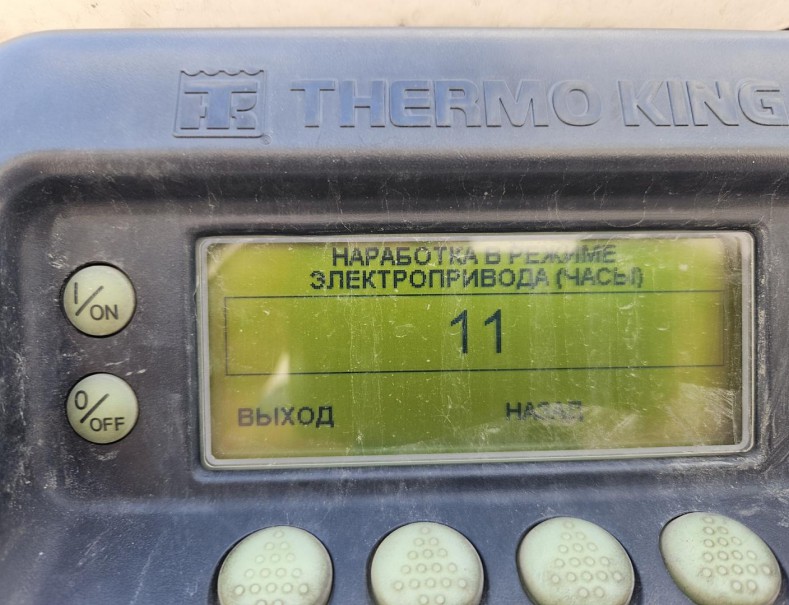 THERMO KING
НАРАБОТКА В РЕЖИМЕ
ЭЛЕКТРОПРИВОДА (ЧАСЫ)
I/ON
11
0/OFF
ВЫХОД НАЗАД